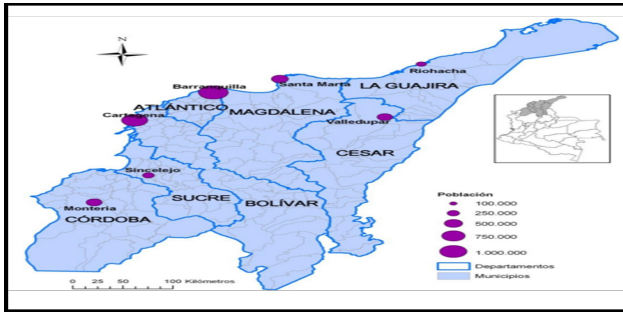 N
Riohacha
Santa Marta
LA GUAJIRA
Barranquilla
ATLÁNTICO
MAGDALENA
Cartagena
Valledupar
CESAR
Sincelejo
SUCRE
BOLÍVAR
Montería
CÓRDOBA
Población
100.000
250.000
500.000
750.000
1.000.000
Departamentos
Municipios
0 25 50 100 Kilómetros